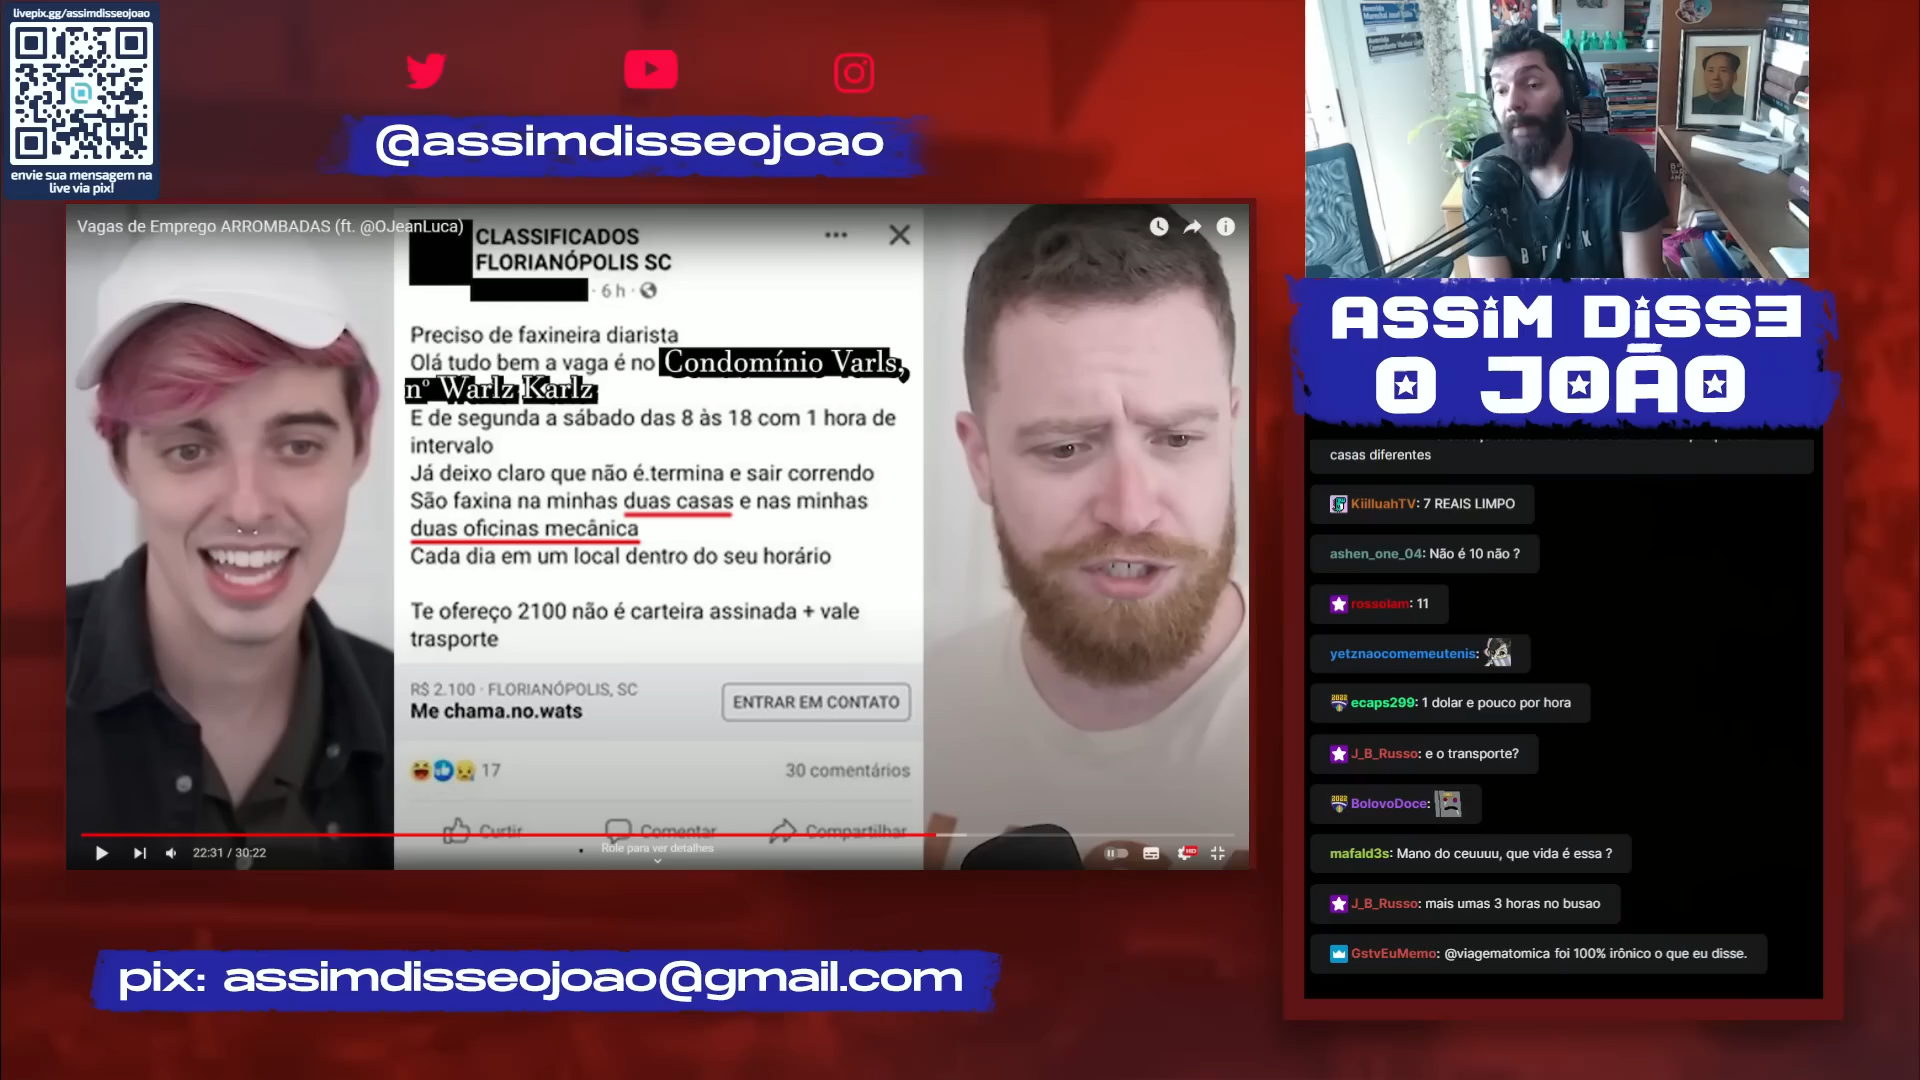 livepix.gg/assimdisseojoao
envie sua mensagem na
live via pix!
@assimdisseojoao
Vagas de Emprego ARROMBADAS (ft. @OJeanLuca)
CLASSIFICADOS
FLORIANÓPOLIS SC
· 6 h ·
Preciso de faxineira diarista
Olá tudo bem a vaga é no Condomínio Varls,
nº Warlz Karlz
E de segunda a sábado das 8 às 18 com 1 hora de
intervalo
Já deixo claro que não é.termina e sair correndo
São faxina na minhas duas casas e nas minhas
duas oficinas mecânica
Cada dia em um local dentro do seu horário
Te ofereço 2100 não é carteira assinada + vale
trasporte
R$ 2.100 · FLORIANÓPOLIS, SC
Me chama.no.wats
ENTRAR EM CONTATO
17
30 comentários
Curtir
Comentar
Compartilhar
Role para ver detalhes
22:31 / 30:22
HD
pix: assimdisseojoao@gmail.com
ASSIM DISSE
O JOÃO
casas diferentes
KiilluahTV: 7 REAIS LIMPO
ashen_one_04: Não é 10 não ?
rossolam: 11
yetznaocomemeutenis:
ecaps299: 1 dolar e pouco por hora
J_B_Russo: e o transporte?
BolovoDoce:
mafald3s: Mano do ceuuuu, que vida é essa ?
J_B_Russo: mais umas 3 horas no busao
GstvEuMemo: @viagematomica foi 100% irônico o que eu disse.